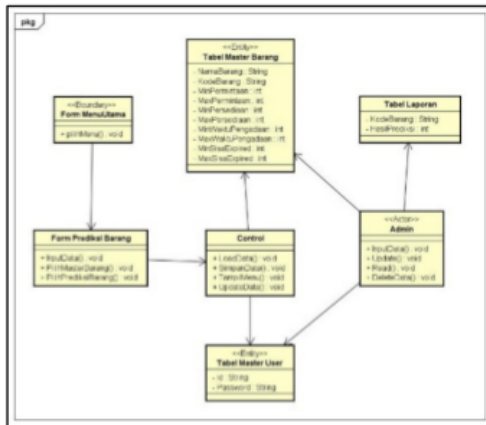 pkg
<<Entity>>
Tabel Master Barang
- NamaBarang : String
- KodeBarang : String
- MinPermintaan : int
- MaxPermintaan : int
- MinPersediaan : int
- MaxPersediaan : int
- MinWaktuPengadaan : int
- MaxWaktuPengadaan : int
- MinSisaExpired : int
- MaxSisaExpired : int
<<Boundary>>
Form MenuUtama
+ pilihMenu() : void
Tabel Laporan
- KodeBarang : String
- HasilPrediksi : int
Form Prediksi Barang
+ InputData() : void
+ PilihMasterBarang() : void
+ PilihPrediksiBarang() : void
Control
+ LoadData() : void
+ SimpanData() : void
+ TampilMenu() : void
+ UpdateData() : void
<<Actor>>
Admin
+ InputData() : void
+ Update() : void
+ Read() : void
+ DeleteData() : void
<<Entity>>
Tabel Master User
- id : String
- Password : String